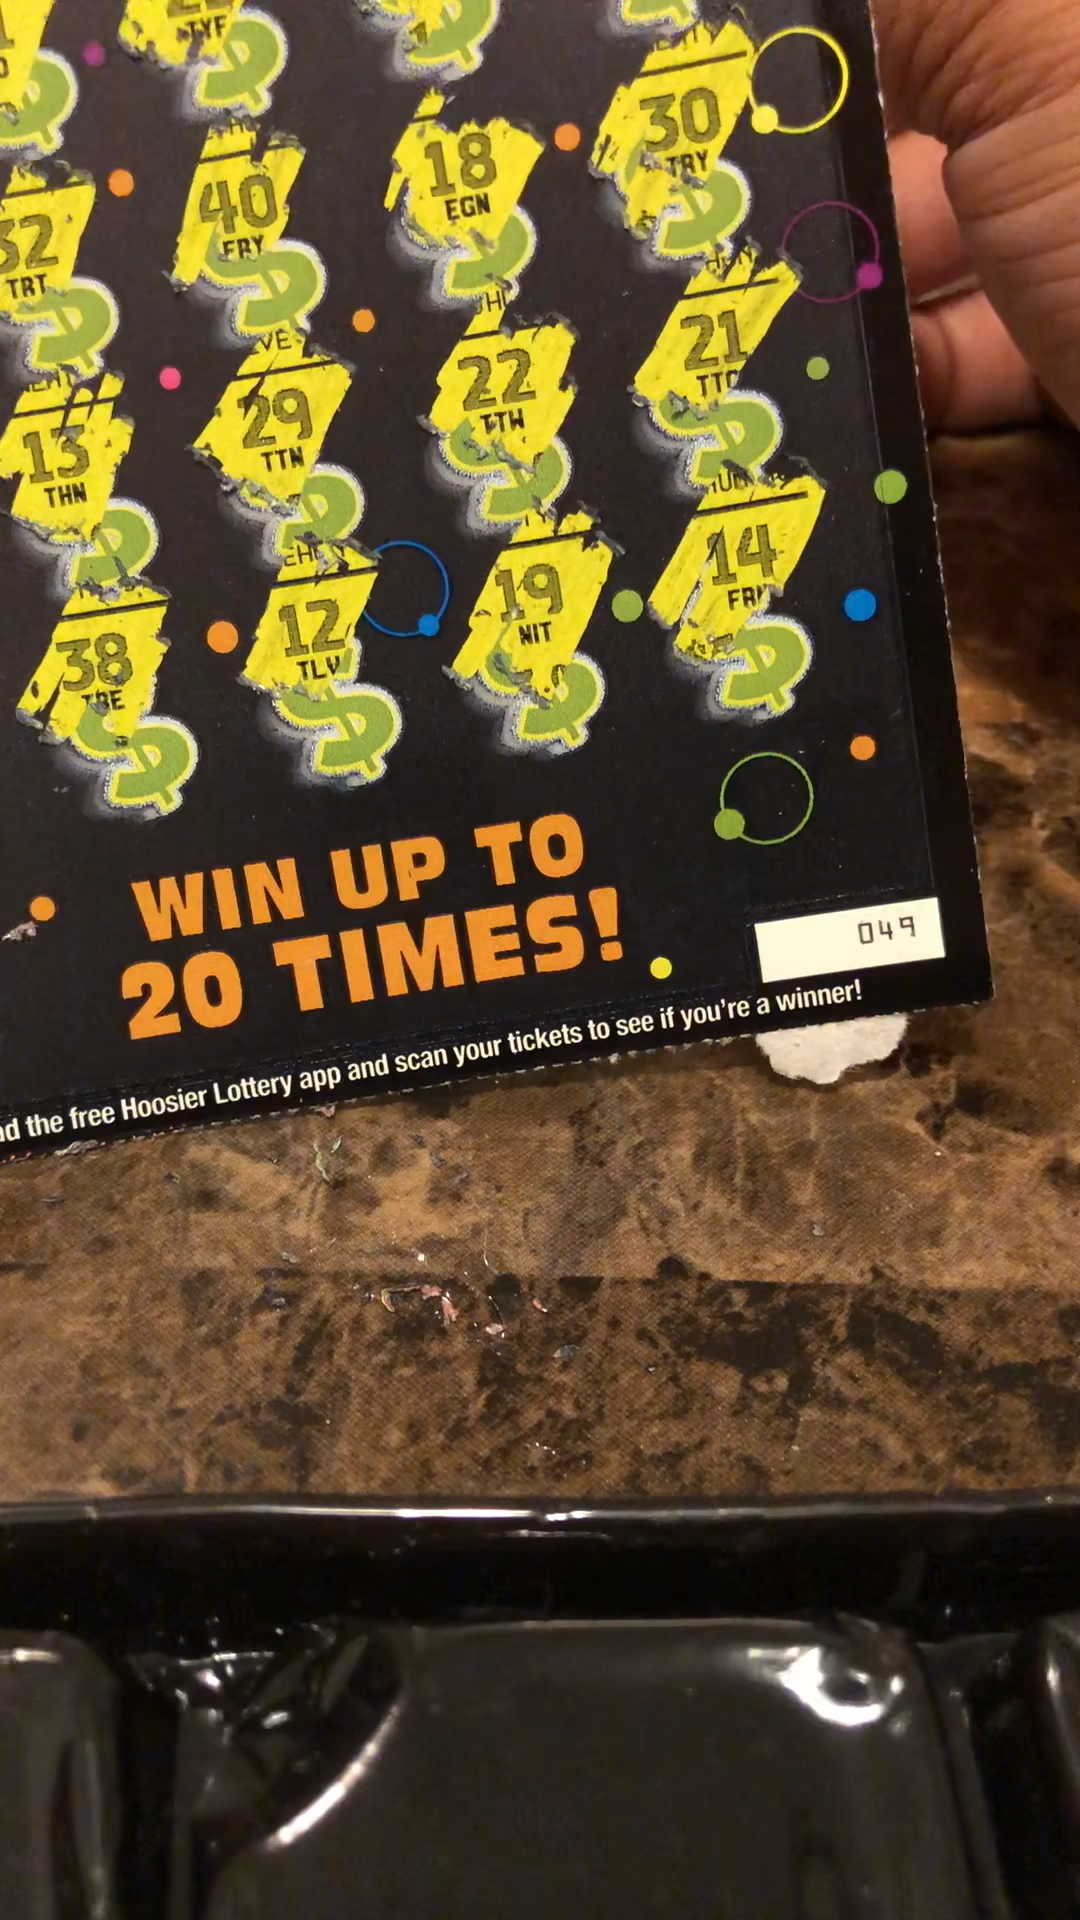 TYF
30
TRY
18
EGN
40
FRY
32
TRT
21
22
TTW
29
TTN
13
THN
14
19
NIT
12
TLV
38
WIN UP TO
20 TIMES!
049
the free Hoosier Lottery app and scan your tickets to see if you're a winner!